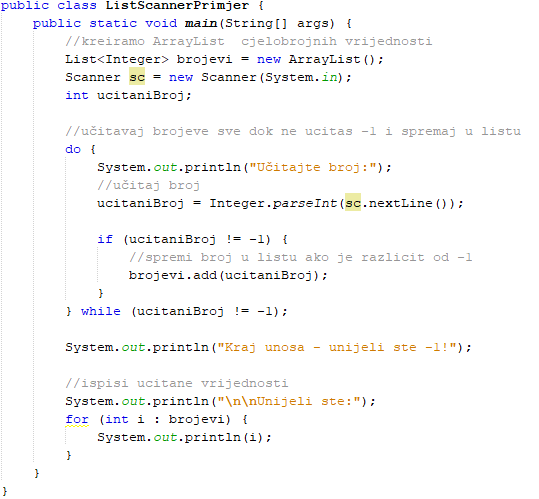 public class ListScannerPrimjer {
    public static void main(String[] args) {
        //kreiramo ArrayList  cjelobrojnih vrijednosti
        List<Integer> brojevi = new ArrayList();
        Scanner sc = new Scanner(System.in);
        int ucitaniBroj;

        //učitavaj brojeve sve dok ne ucitas -1 i spremaj u listu
        do {
            System.out.println("Učitajte broj:");
            //učitaj broj
            ucitaniBroj = Integer.parseInt(sc.nextLine());

            if (ucitaniBroj != -1) {
                //spremi broj u listu ako je razlicit od -1
                brojevi.add(ucitaniBroj);
            }
        } while (ucitaniBroj != -1);

        System.out.println("Kraj unosa - unijeli ste -1!");

        //ispisi ucitane vrijednosti
        System.out.println("\n\nUnijeli ste:");
        for (int i : brojevi) {
            System.out.println(i);
        }
    }
}